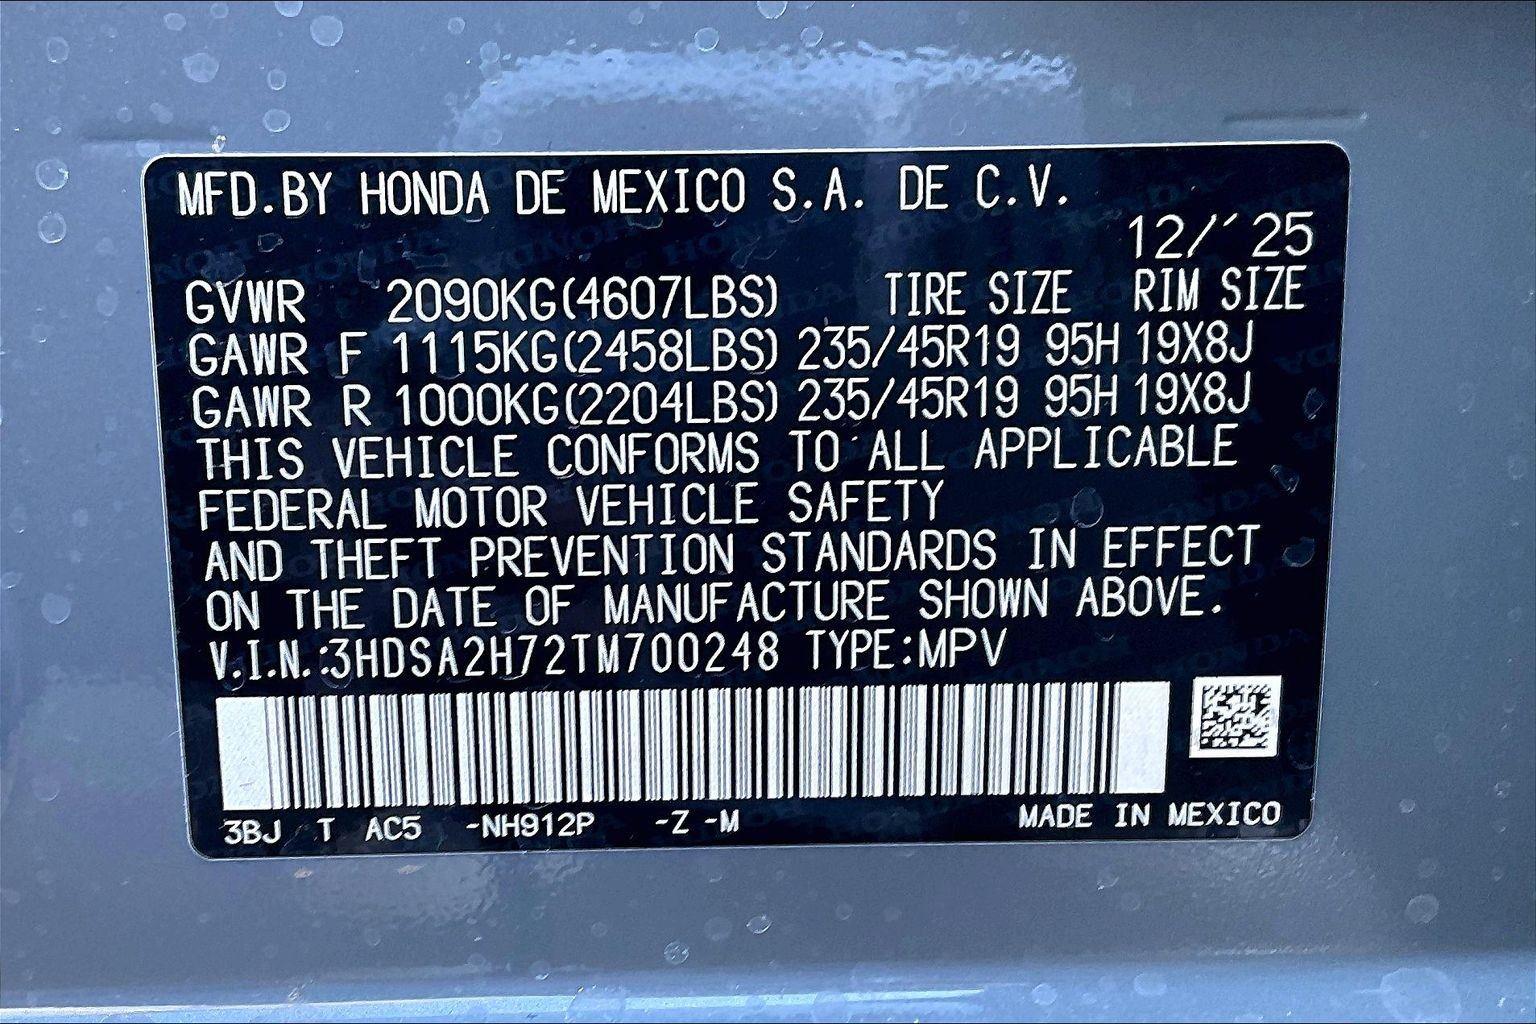 MFD.BY HONDA DE MEXICO S.A. DE C.V.
12/'25
GVWR 2090KG(4607LBS) TIRE SIZE RIM SIZE
GAWR F 1115KG(2458LBS) 235/45R19 95H 19X8J
GAWR R 1000KG(2204LBS) 235/45R19 95H 19X8J
THIS VEHICLE CONFORMS TO ALL APPLICABLE
FEDERAL MOTOR VEHICLE SAFETY
AND THEFT PREVENTION STANDARDS IN EFFECT
ON THE DATE OF MANUFACTURE SHOWN ABOVE.
V.I.N.:3HDSA2H72TM700248 TYPE:MPV
3BJ T AC5 -NH912P -Z -M MADE IN MEXICO